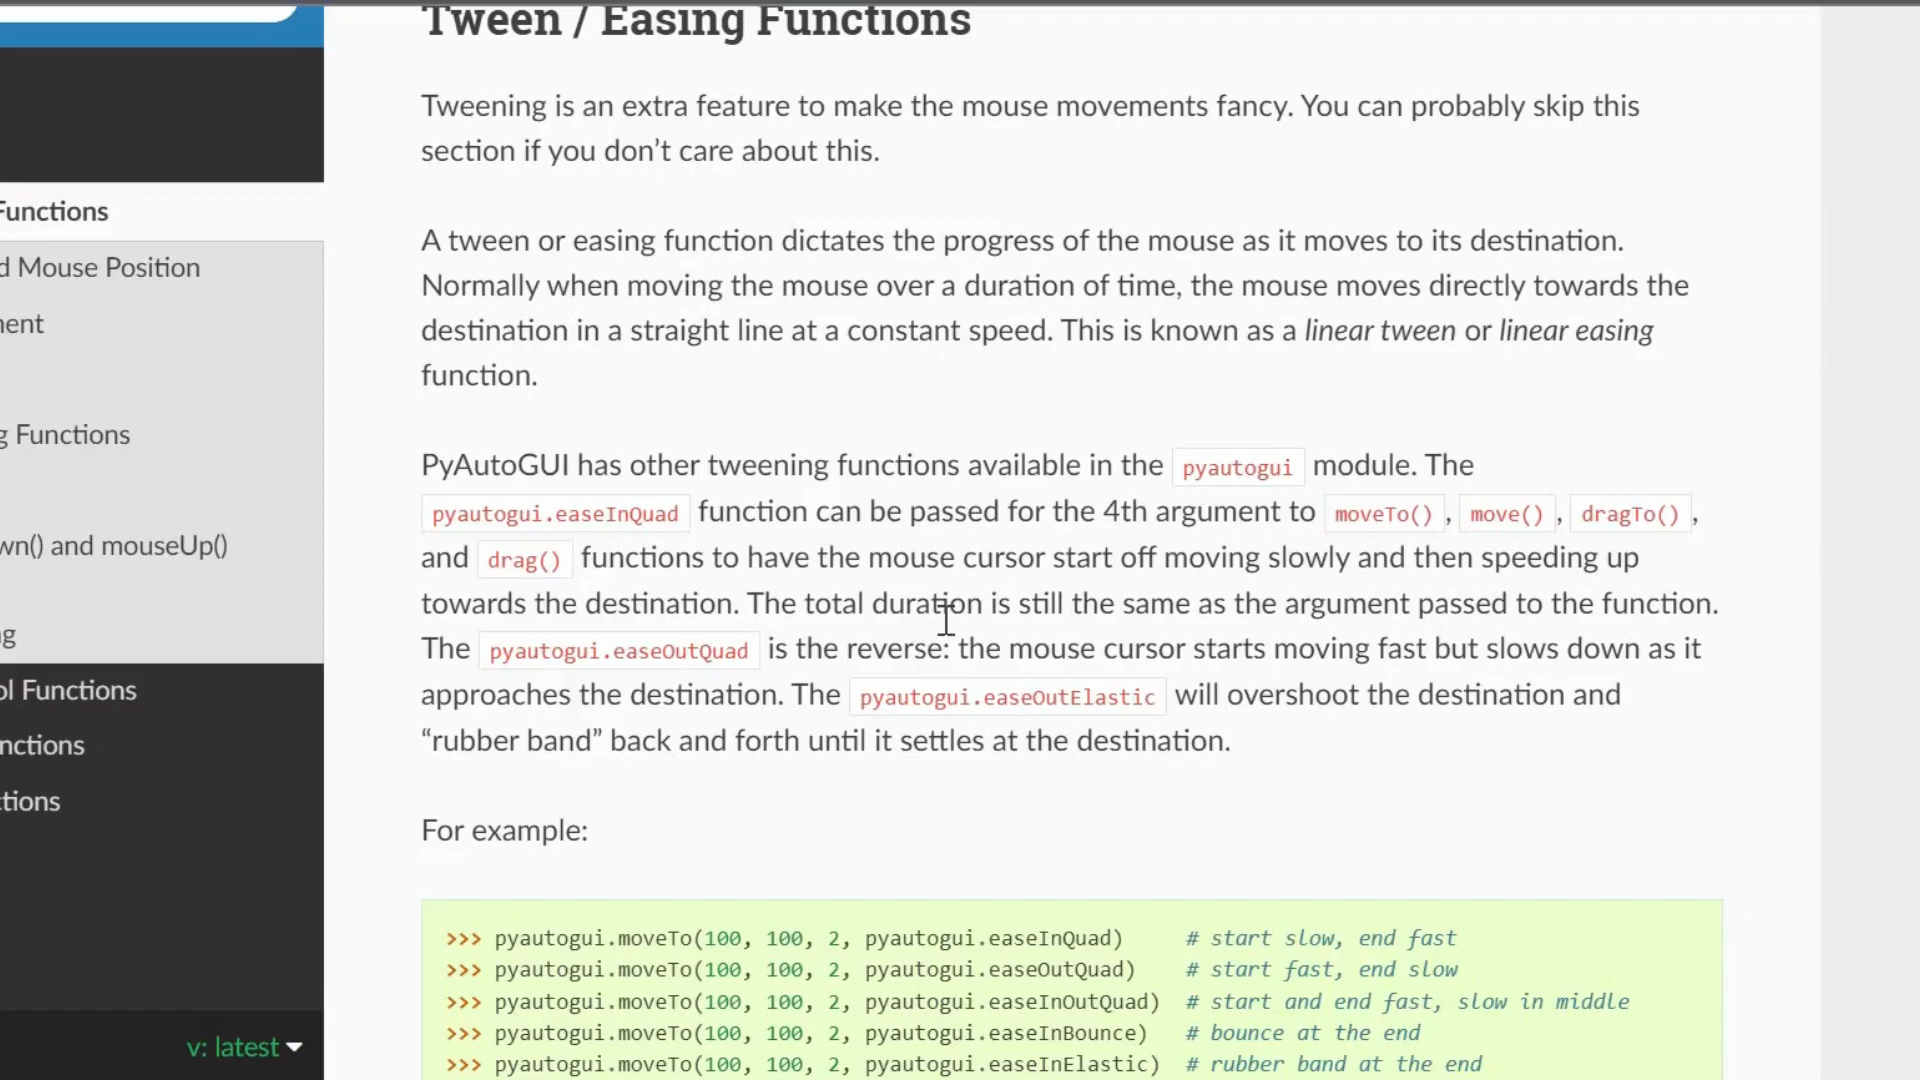 Tween / Easing Functions
Tweening is an extra feature to make the mouse movements fancy. You can probably skip this
section if you don’t care about this.
A tween or easing function dictates the progress of the mouse as it moves to its destination.
Normally when moving the mouse over a duration of time, the mouse moves directly towards the
destination in a straight line at a constant speed. This is known as a linear tween or linear easing
function.
PyAutoGUI has other tweening functions available in the pyautogui module. The
pyautogui.easeInQuad function can be passed for the 4th argument to moveTo() , move() , dragTo() ,
and drag() functions to have the mouse cursor start off moving slowly and then speeding up
towards the destination. The total duration is still the same as the argument passed to the function.
The pyautogui.easeOutQuad is the reverse: the mouse cursor starts moving fast but slows down as it
approaches the destination. The pyautogui.easeOutElastic will overshoot the destination and
“rubber band” back and forth until it settles at the destination.
For example:
>>> pyautogui.moveTo(100, 100, 2, pyautogui.easeInQuad) # start slow, end fast
>>> pyautogui.moveTo(100, 100, 2, pyautogui.easeOutQuad) # start fast, end slow
>>> pyautogui.moveTo(100, 100, 2, pyautogui.easeInOutQuad) # start and end fast, slow in middle
>>> pyautogui.moveTo(100, 100, 2, pyautogui.easeInBounce) # bounce at the end
>>> pyautogui.moveTo(100, 100, 2, pyautogui.easeInElastic) # rubber band at the end
Functions
d Mouse Position
nent
g Functions
wn() and mouseUp()
g
ol Functions
nctions
ctions
v: latest